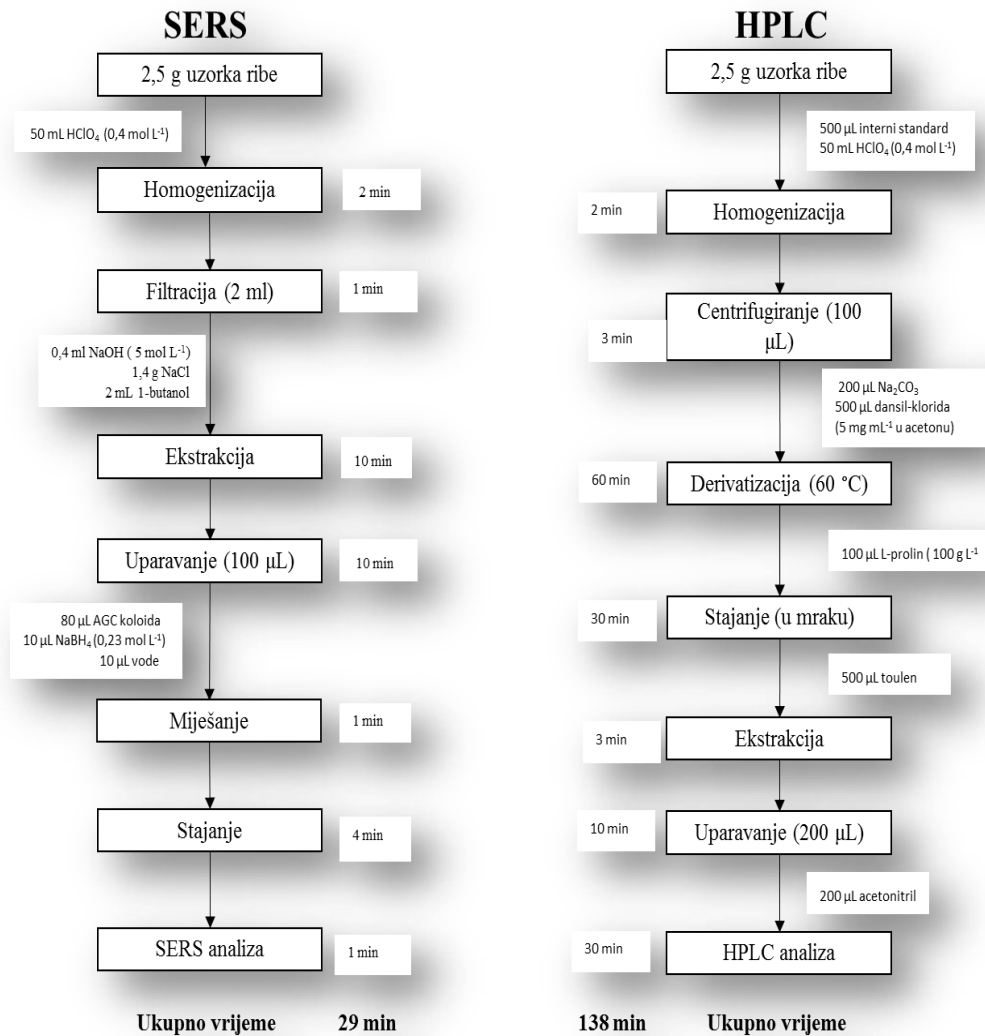 SERS
2,5 g uzorka ribe
50 mL HClO₄ (0,4 mol L⁻¹)
Homogenizacija
2 min
Filtracija (2 ml)
1 min
0,4 ml NaOH ( 5 mol L⁻¹)
1,4 g NaCl
2 mL 1-butanol
Ekstrakcija
10 min
Uparavanje (100 µL)
10 min
80 µL AGC koloida
10 µL NaBH₄ (0,23 mol L⁻¹)
10 µL vode
Miješanje
1 min
Stajanje
4 min
SERS analiza
1 min
Ukupno vrijeme 29 min
HPLC
2,5 g uzorka ribe
500 µL interni standard
50 mL HClO₄ (0,4 mol L⁻¹)
2 min
Homogenizacija
Centrifugiranje (100
µL)
3 min
200 µL Na₂CO₃
500 µL dansil-klorida
(5 mg mL⁻¹ u acetonu)
60 min
Derivatizacija (60 °C)
100 µL L-prolin ( 100 g L⁻¹
30 min
Stajanje (u mraku)
500 µL toulen
3 min
Ekstrakcija
10 min
Uparavanje (200 µL)
200 µL acetonitril
30 min
HPLC analiza
138 min Ukupno vrijeme